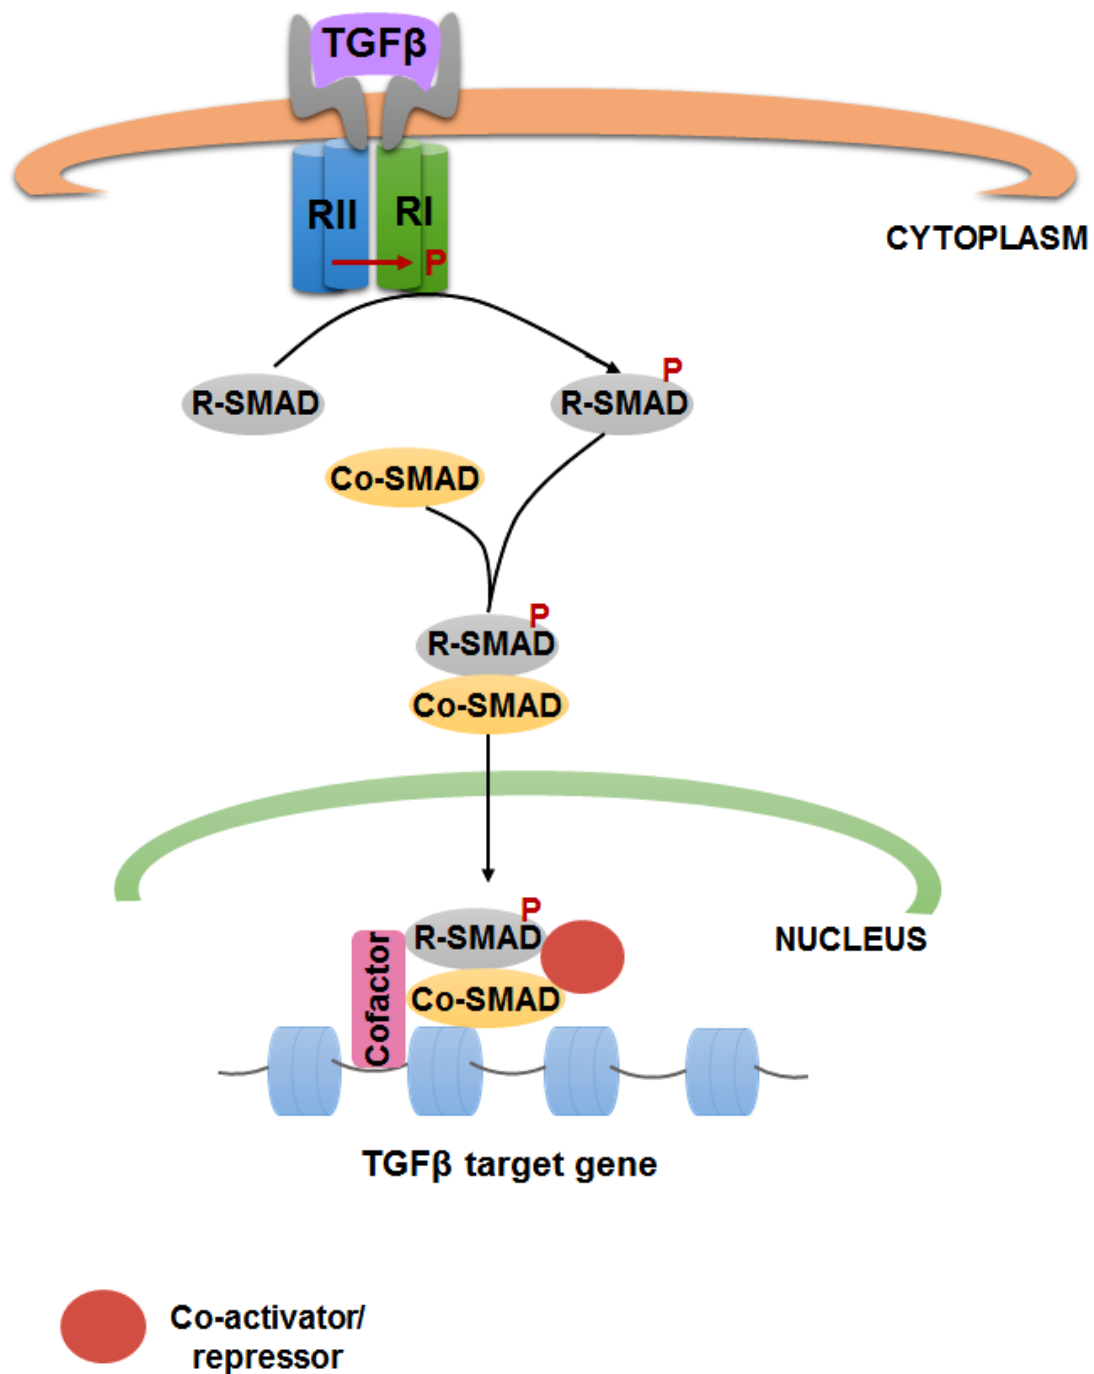 TGFβ
RII
RI
P
CYTOPLASM
P
R-SMAD
R-SMAD
Co-SMAD
P
R-SMAD
Co-SMAD
P
R-SMAD
NUCLEUS
Cofactor
Co-SMAD
TGFβ target gene
Co-activator/
repressor